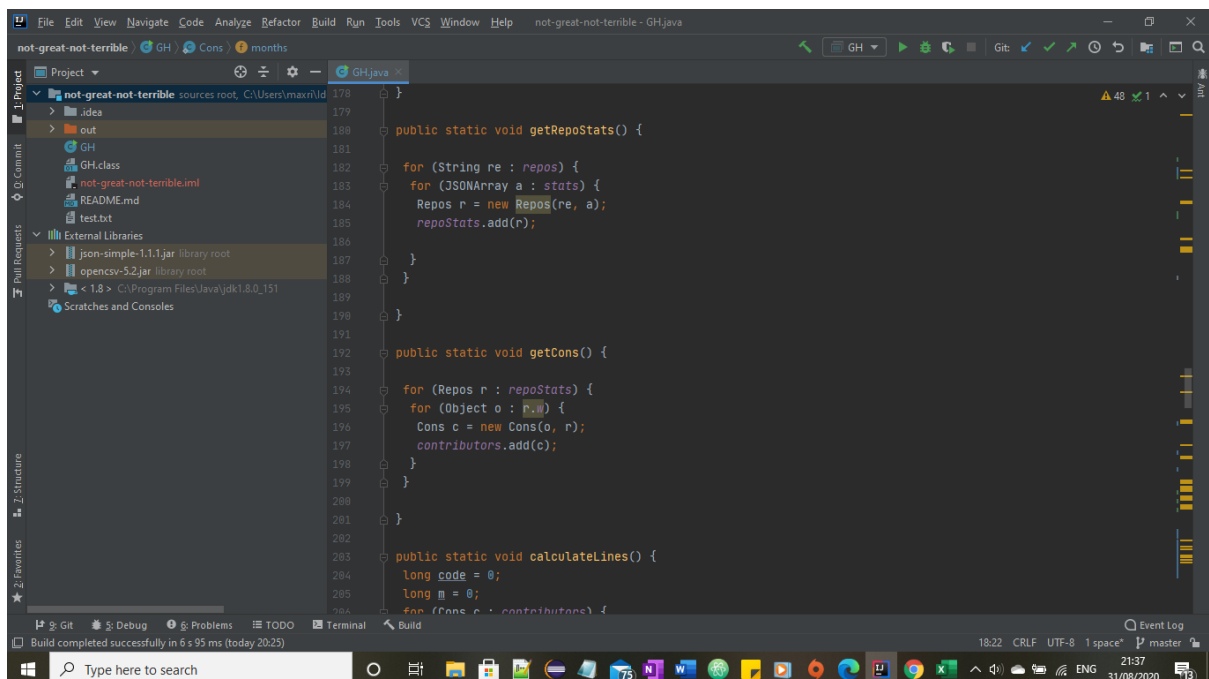 File Edit View Navigate Code Analyze Refactor Build Run Tools VCS Window Help not-great-not-terrible - GH.java
not-great-not-terrible GH Cons months
GH
Git:
Project
GH.java
1: Project
Commit
Pull Requests
7: Structure
2: Favorites
Ant
not-great-not-terrible sources root, C:\Users\maxri\Id
.idea
out
GH
GH.class
not-great-not-terrible.iml
README.md
test.txt
External Libraries
json-simple-1.1.1.jar library root
opencsv-5.2.jar library root
< 1.8 > C:\Program Files\Java\jdk1.8.0_151
Scratches and Consoles
48 1
178 }
179
180 public static void getRepoStats() {
181
182 for (String re : repos) {
183 for (JSONArray a : stats) {
184 Repos r = new Repos(re, a);
185 repoStats.add(r);
186
187 }
188 }
189
190 }
191
192 public static void getCons() {
193
194 for (Repos r : repoStats) {
195 for (Object o : r.w) {
196 Cons c = new Cons(o, r);
197 contributors.add(c);
198 }
199 }
200
201 }
202
203 public static void calculateLines() {
204 long code = 0;
205 long m = 0;
206 for (Cons c : contributors) {
9: Git 5: Debug 6: Problems TODO Terminal Build Event Log
Build completed successfully in 6 s 95 ms (today 20:25) 18:22 CRLF UTF-8 1 space* master
Type here to search
75
ENG
21:37
31/08/2020
13